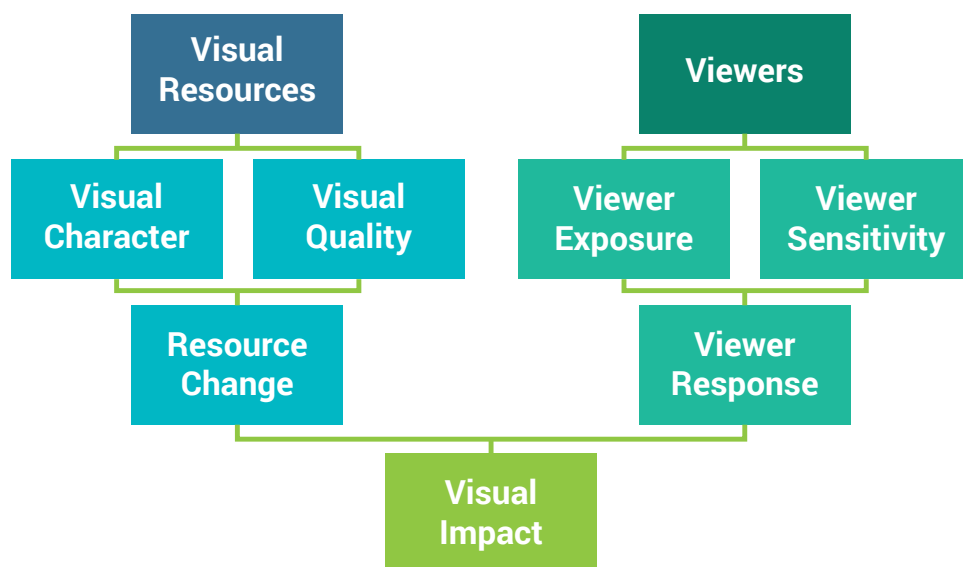 Visual
Resources
Viewers
Visual
Character
Visual
Quality
Viewer
Exposure
Viewer
Sensitivity
Resource
Change
Viewer
Response
Visual
Impact